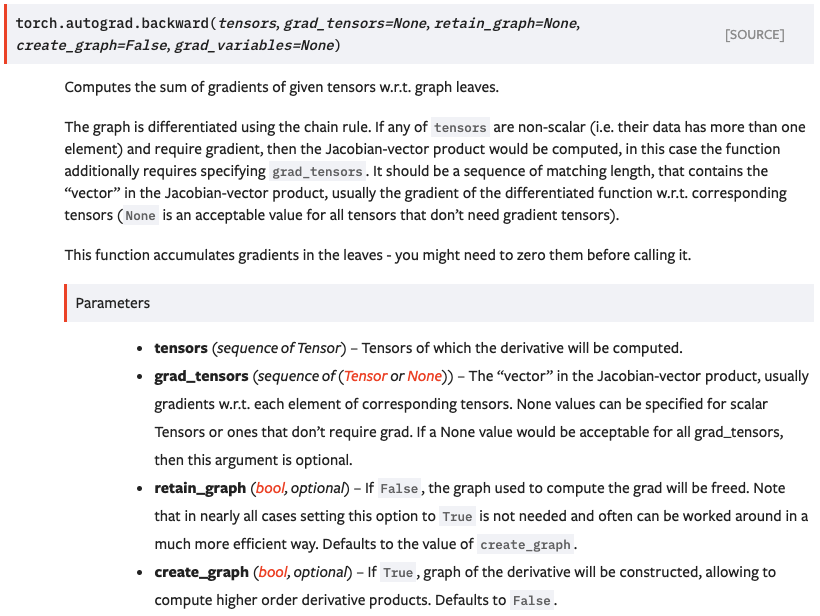 torch.autograd.backward(tensors, grad_tensors=None, retain_graph=None,
create_graph=False, grad_variables=None)
[SOURCE]
Computes the sum of gradients of given tensors w.r.t. graph leaves.
The graph is differentiated using the chain rule. If any of tensors are non-scalar (i.e. their data has more than one
element) and require gradient, then the Jacobian-vector product would be computed, in this case the function
additionally requires specifying grad_tensors. It should be a sequence of matching length, that contains the
“vector” in the Jacobian-vector product, usually the gradient of the differentiated function w.r.t. corresponding
tensors (None is an acceptable value for all tensors that don’t need gradient tensors).
This function accumulates gradients in the leaves - you might need to zero them before calling it.
Parameters
• tensors (sequence of Tensor) – Tensors of which the derivative will be computed.
• grad_tensors (sequence of (Tensor or None)) – The “vector” in the Jacobian-vector product, usually
gradients w.r.t. each element of corresponding tensors. None values can be specified for scalar
Tensors or ones that don’t require grad. If a None value would be acceptable for all grad_tensors,
then this argument is optional.
• retain_graph (bool, optional) – If False, the graph used to compute the grad will be freed. Note
that in nearly all cases setting this option to True is not needed and often can be worked around in a
much more efficient way. Defaults to the value of create_graph.
• create_graph (bool, optional) – If True, graph of the derivative will be constructed, allowing to
compute higher order derivative products. Defaults to False.